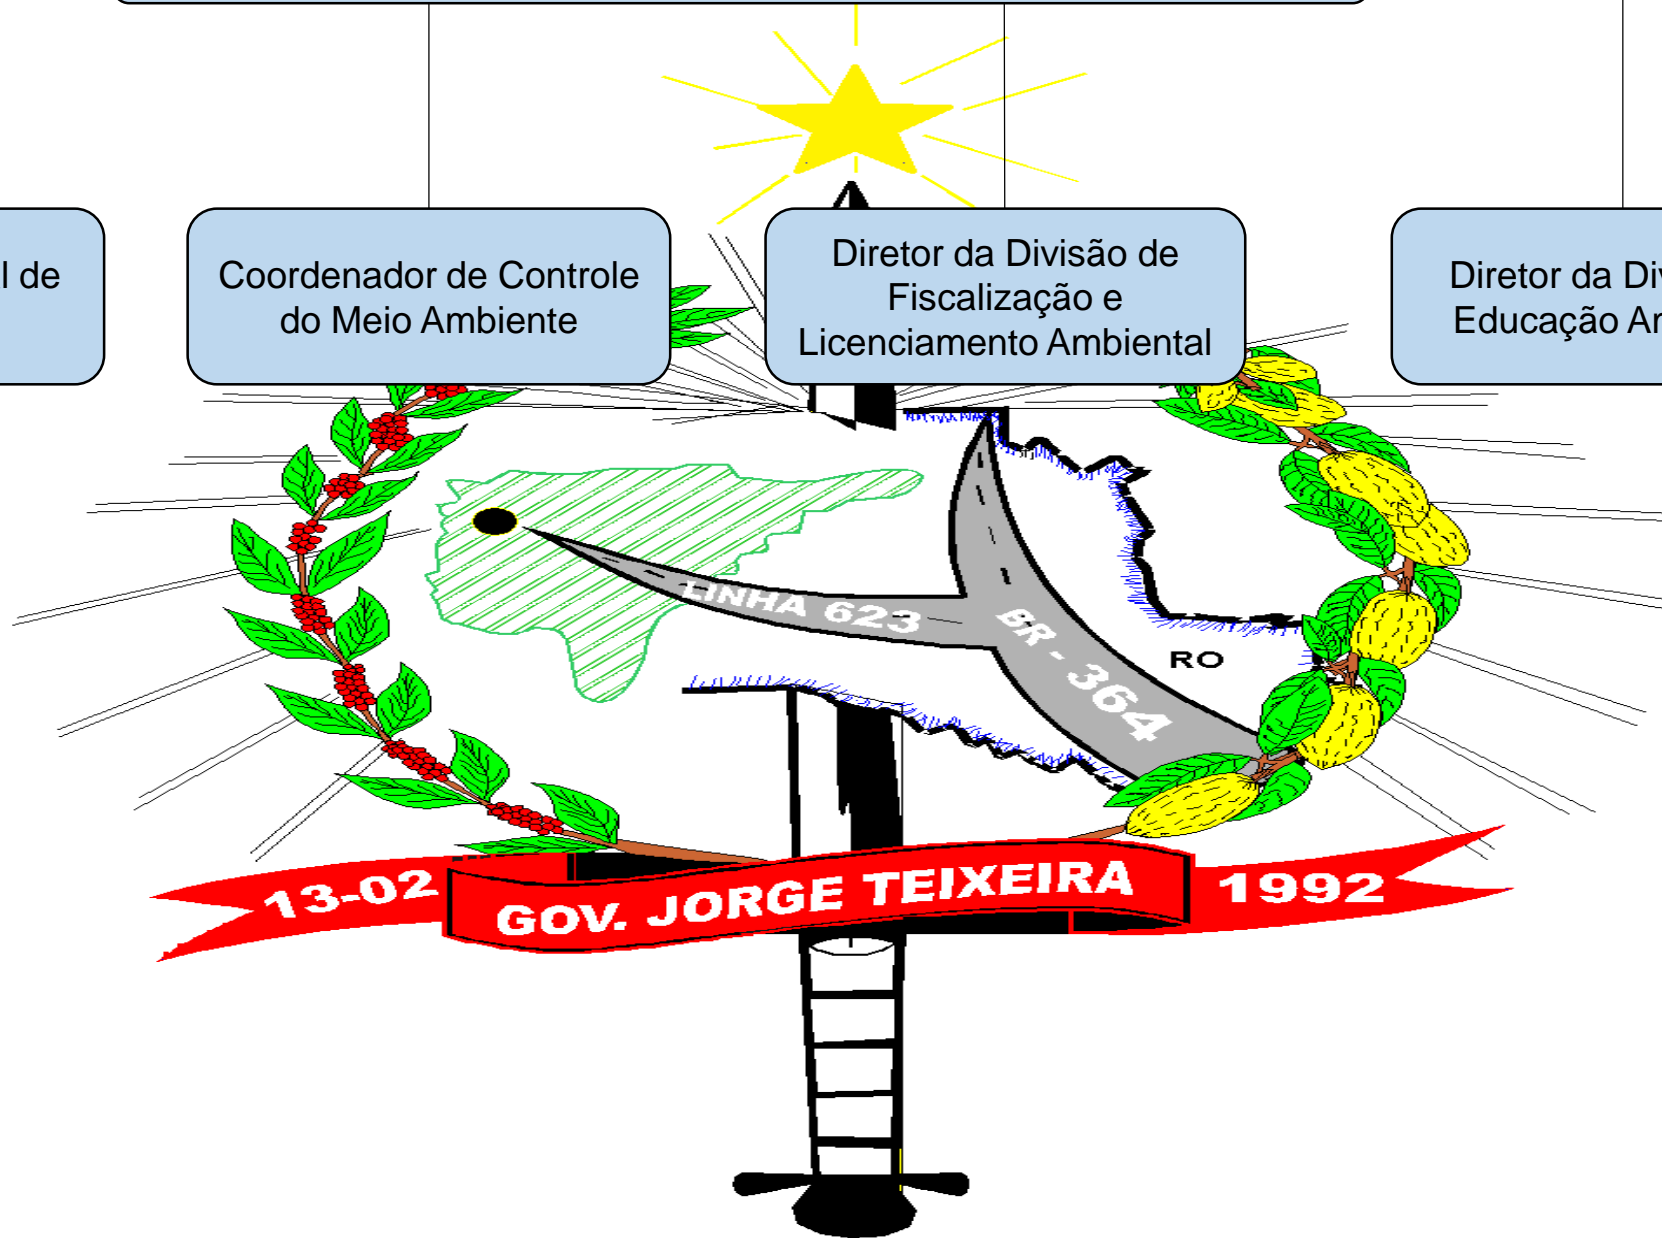 l de
Coordenador de Controle
do Meio Ambiente
Diretor da Divisão de
Fiscalização e
Licenciamento Ambiental
Diretor da Div
Educação
LINHA 623
BR - 364
RO
13-02
GOV. JORGE TEIXEIRA
1992